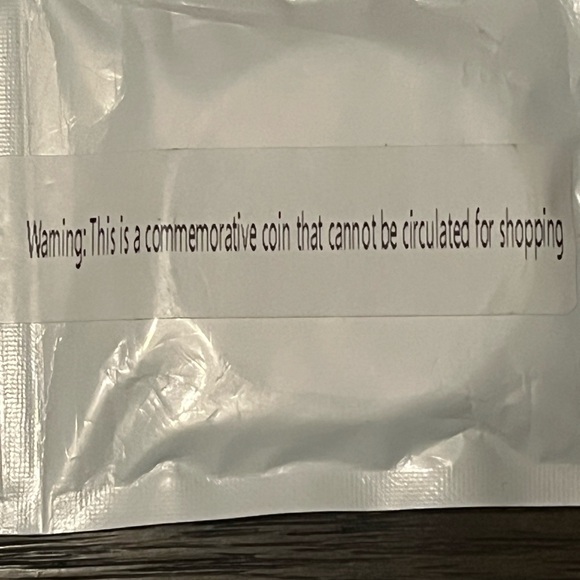 Warning: This is a commemorative coin that cannot be circulated for shopping